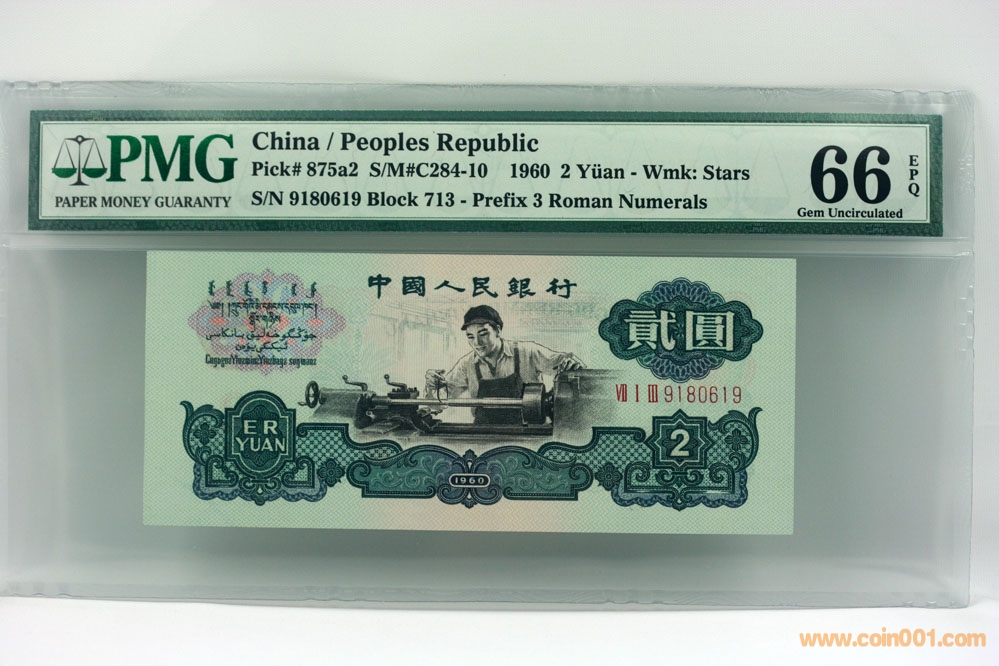 PMG
PAPER MONEY GUARANTY
China / Peoples Republic
Pick# 875a2 S/M#C284-10 1960 2 Yüan - Wmk: Stars
S/N 9180619 Block 713 - Prefix 3 Roman Numerals
66
EPQ
Gem Uncirculated
中國人民銀行
貳圓
VII I III 9180619
ER
YUAN
2
1960
www.coin001.com